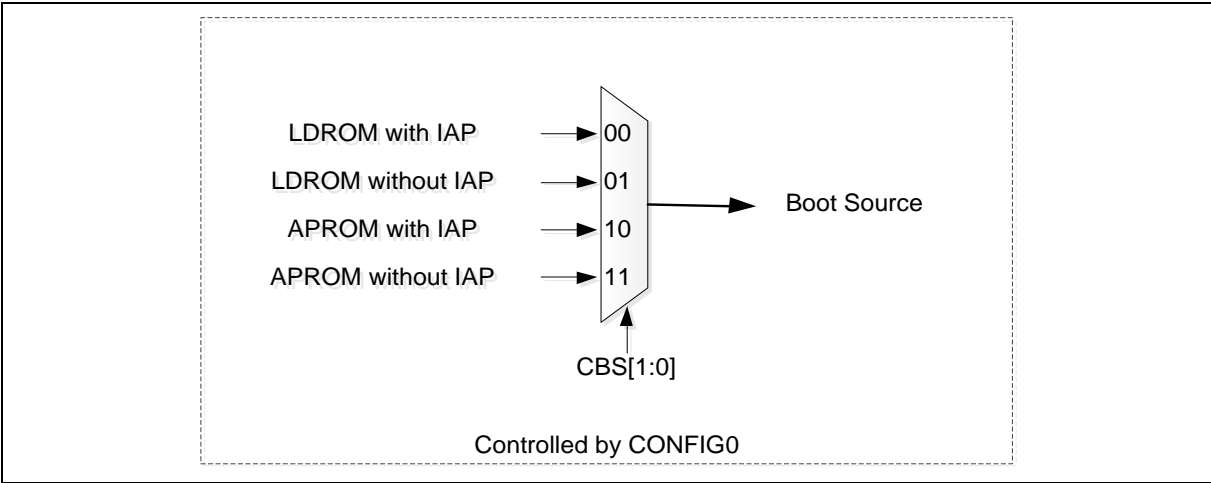 LDROM with IAP 00
LDROM without IAP 01
Boot Source
APROM with IAP 10
APROM without IAP 11
CBS[1:0]
Controlled by CONFIG0